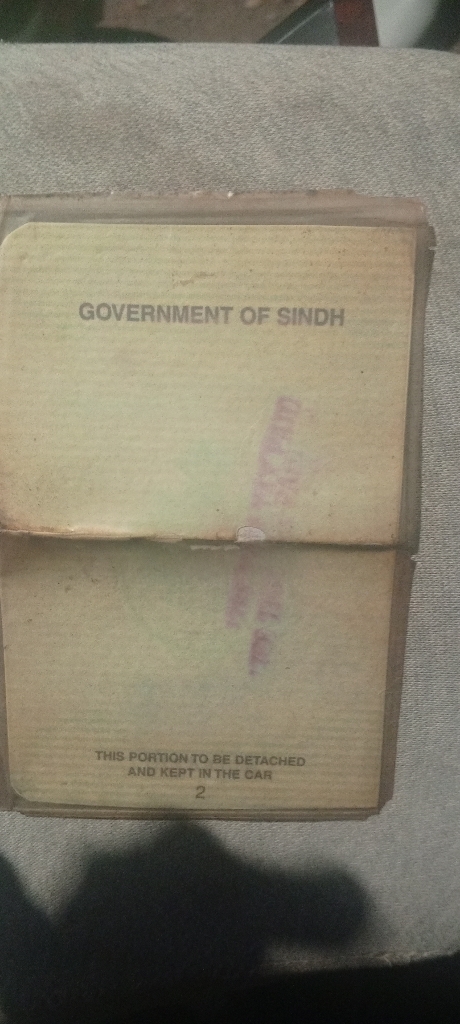 GOVERNMENT OF SINDH
THIS PORTION TO BE DETACHED
AND KEPT IN THE CAR
2